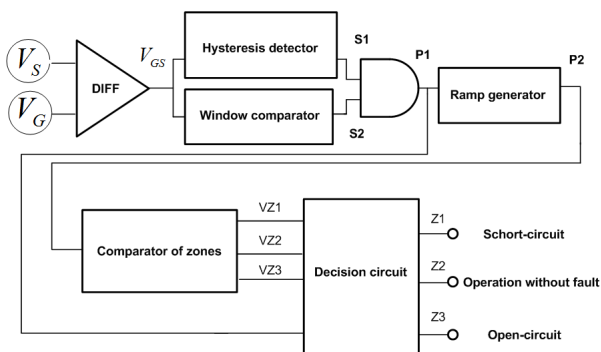 Hysteresis detector
S1
P1
P2
V_S
V_GS
DIFF
Ramp generator
V_G
Window comparator
S2
VZ1
Z1
Schort-circuit
VZ2
Z2
Comparator of zones
Decision circuit
Operation without fault
VZ3
Z3
Open-circuit